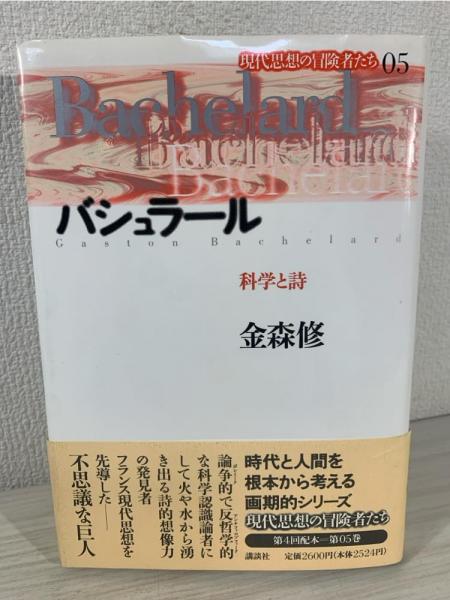 現代思想の冒険者たち 05
Bachelard
Bachelard
Bachelard
バシュラール
Gaston Bachelard
科学と詩
金森修
時代と人間を
根本から考える
画期的シリーズ
現代思想の冒険者たち
第4回配本―第05巻
講談社 定価2600円(本体2524円)
論争的で反哲学的
な科学認識論者に
して火や水から湧
き出る詩的想像力
の発見者
フランス現代思想を
先導した――
不思議な巨人